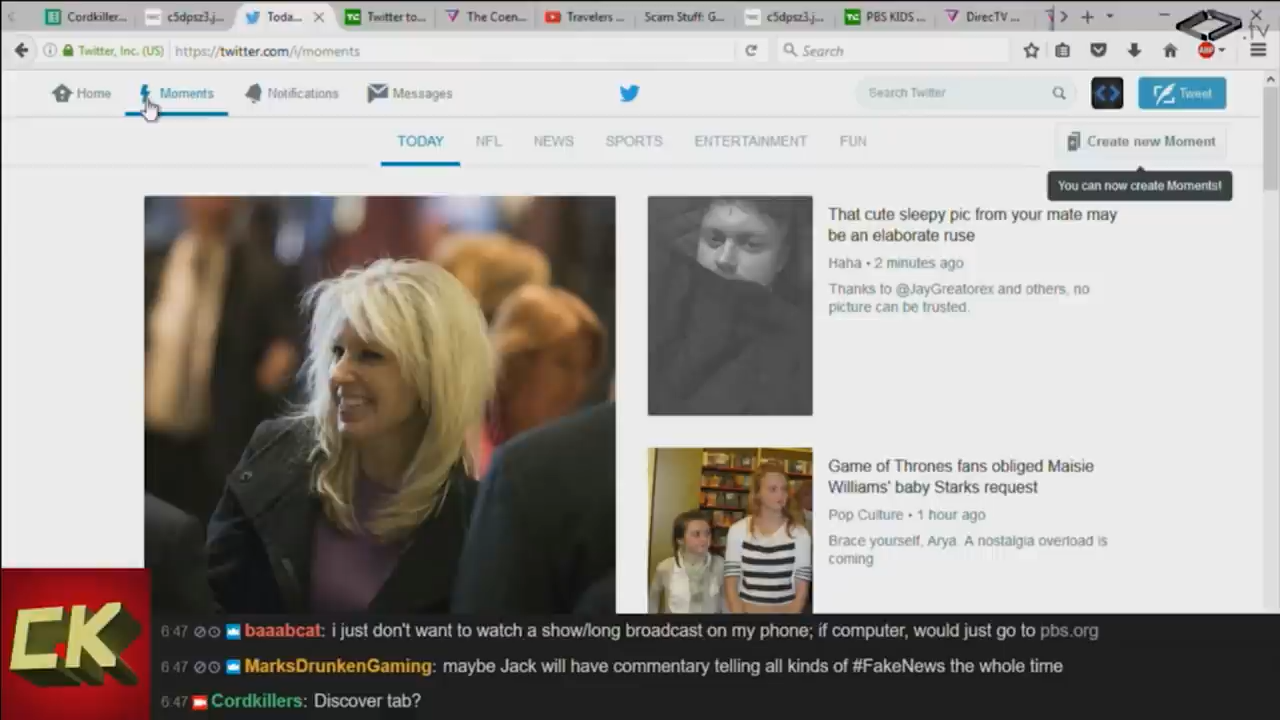 Cordkiller...
c5dpsz3.j...
Toda...
Twitter to...
The Coen...
Travelers ...
Scam Stuff: G...
c5dpsz3.j...
PBS KIDS ...
DirecTV ...
.TV
Twitter, Inc. (US)
https://twitter.com/i/moments
Search
ABP
Home
Moments
Notifications
Messages
Search Twitter
Tweet
TODAY
NFL
NEWS
SPORTS
ENTERTAINMENT
FUN
Create new Moment
You can now create Moments!
That cute sleepy pic from your mate may
be an elaborate ruse
Haha • 2 minutes ago
Thanks to @JayGreatorex and others, no
picture can be trusted.
Game of Thrones fans obliged Maisie
Williams' baby Starks request
Pop Culture • 1 hour ago
Brace yourself, Arya. A nostalgia overload is
coming
CK
6:47 baaabcat: i just don't want to watch a show/long broadcast on my phone; if computer, would just go to pbs.org
6:47 MarksDrunkenGaming: maybe Jack will have commentary telling all kinds of #FakeNews the whole time
6:47 Cordkillers: Discover tab?